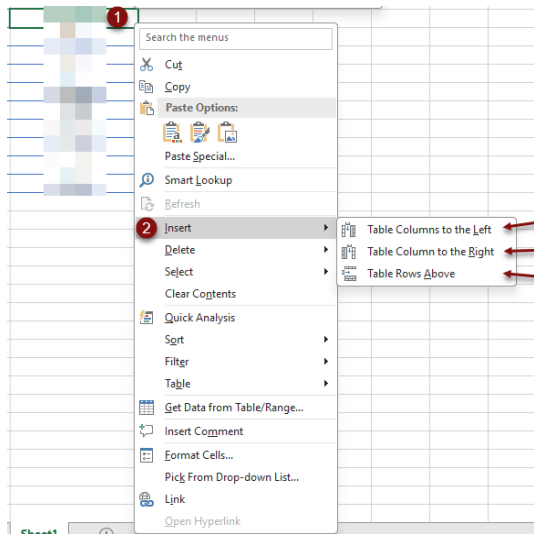 1
Search the menus
Cut
Copy
Paste Options:
Paste Special...
Smart Lookup
Refresh
2 Insert
Table Columns to the Left
Delete
Table Column to the Right
Select
Table Rows Above
Clear Contents
Quick Analysis
Sort
Filter
Table
Get Data from Table/Range...
Insert Comment
Format Cells...
Pick From Drop-down List...
Link
Open Hyperlink
Sheet1